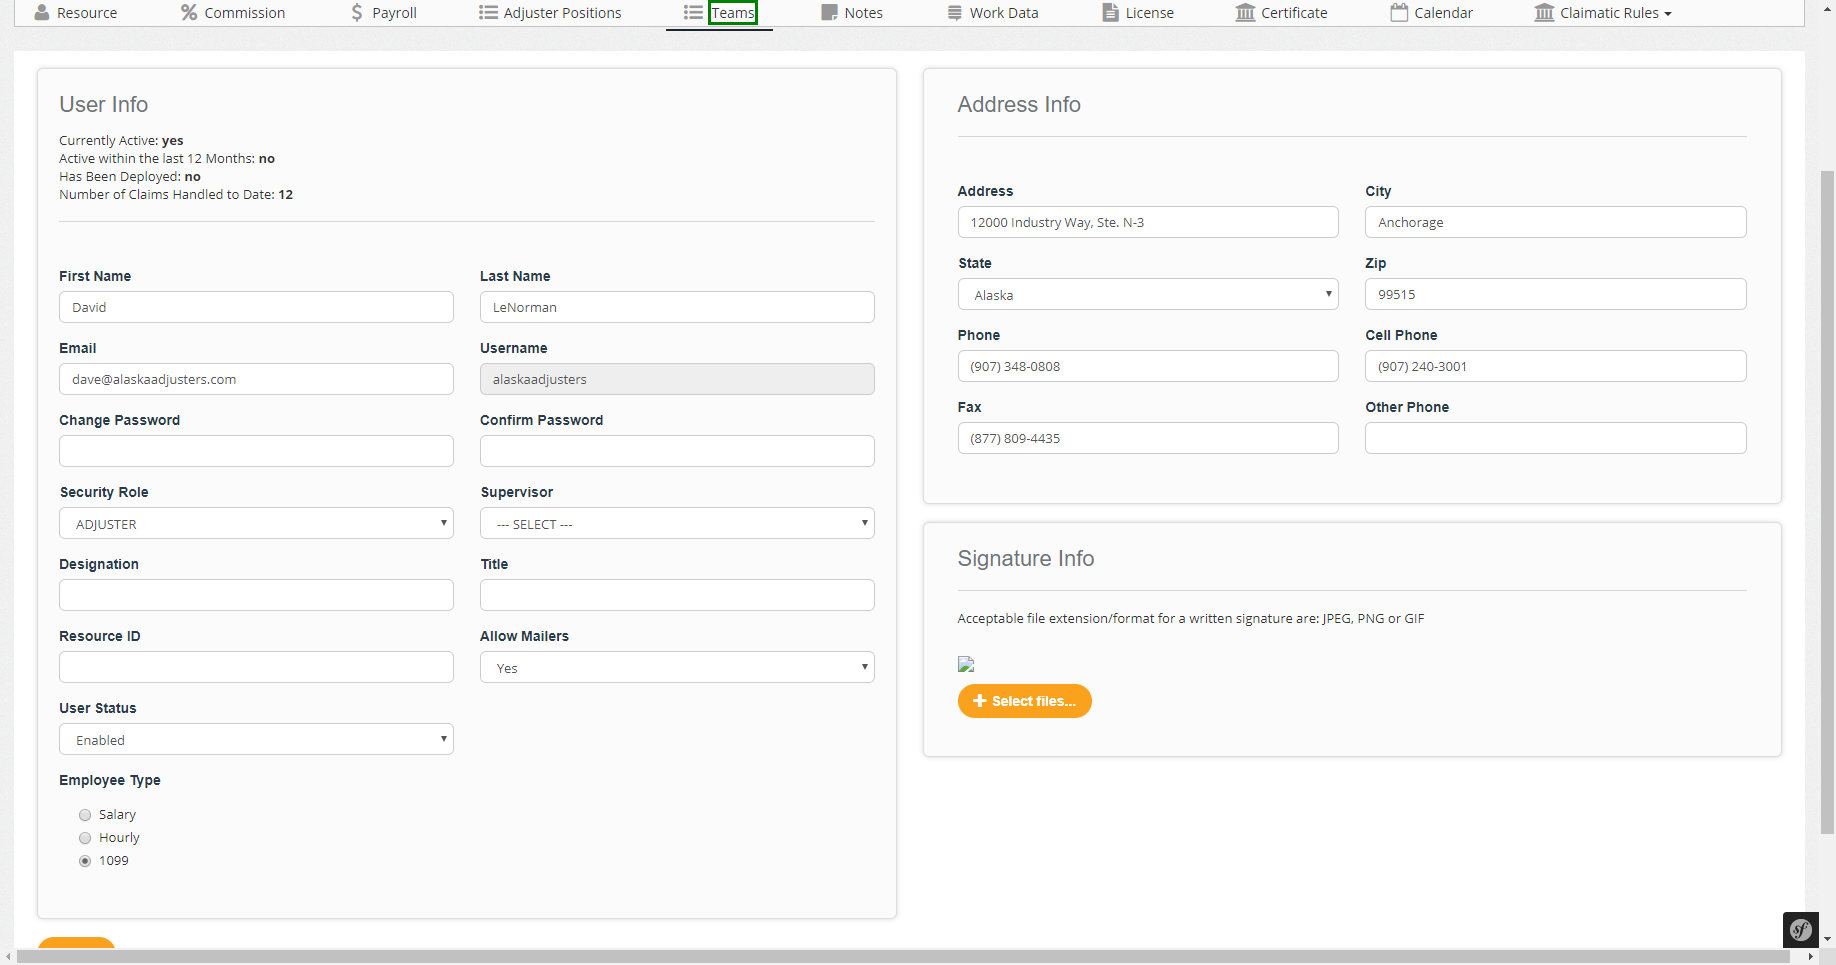 Resource Commission Payroll Adjuster Positions Teams Notes Work Data License Certificate Calendar Claimatic Rules
User Info
Currently Active: yes
Active within the last 12 Months: no
Has Been Deployed: no
Number of Claims Handled to Date: 12
First Name Last Name
David LeNorman
Email Username
dave@alaskaadjusters.com alaskaadjusters
Change Password Confirm Password
Security Role Supervisor
ADJUSTER --- SELECT ---
Designation Title
Resource ID Allow Mailers
Yes
User Status
Enabled
Employee Type
Salary
Hourly
1099
Address Info
Address City
12000 Industry Way, Ste. N-3 Anchorage
State Zip
Alaska 99515
Phone Cell Phone
(907) 348-0808 (907) 240-3001
Fax Other Phone
(877) 809-4435
Signature Info
Acceptable file extension/format for a written signature are: JPEG, PNG or GIF
Select files...
sf